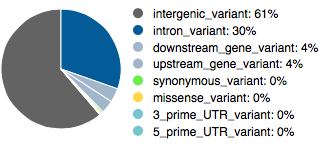 intergenic_variant: 61%
intron_variant: 30%
downstream_gene_variant: 4%
upstream_gene_variant: 4%
synonymous_variant: 0%
missense_variant: 0%
3_prime_UTR_variant: 0%
5_prime_UTR_variant: 0%